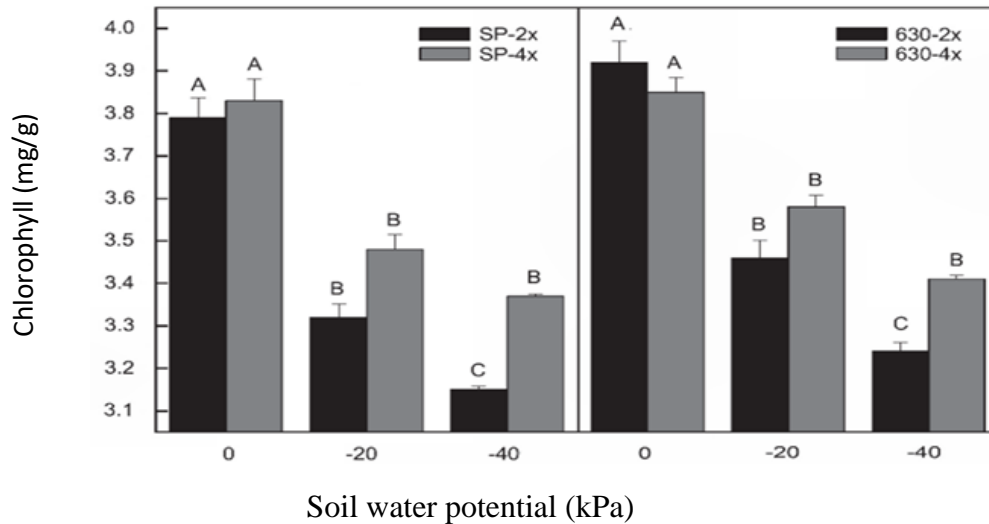 Chlorophyll (mg/g)
4.0
3.9
3.8
3.7
3.6
3.5
3.4
3.3
3.2
3.1
SP-2x
SP-4x
A
A
B
B
C
B
0
-20
-40
630-2x
630-4x
A
A
B
B
C
B
0
-20
-40
Soil water potential (kPa)